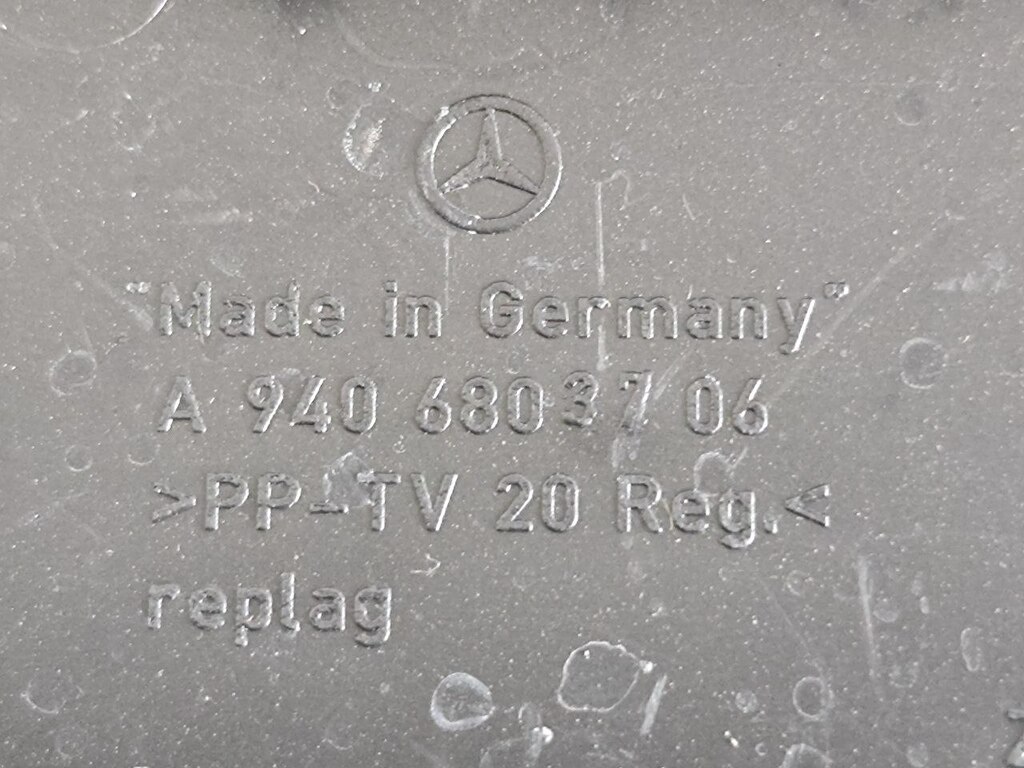 "Made in Germany"
A 940 680 37 06
>PP-TV 20 Reg.<
replag